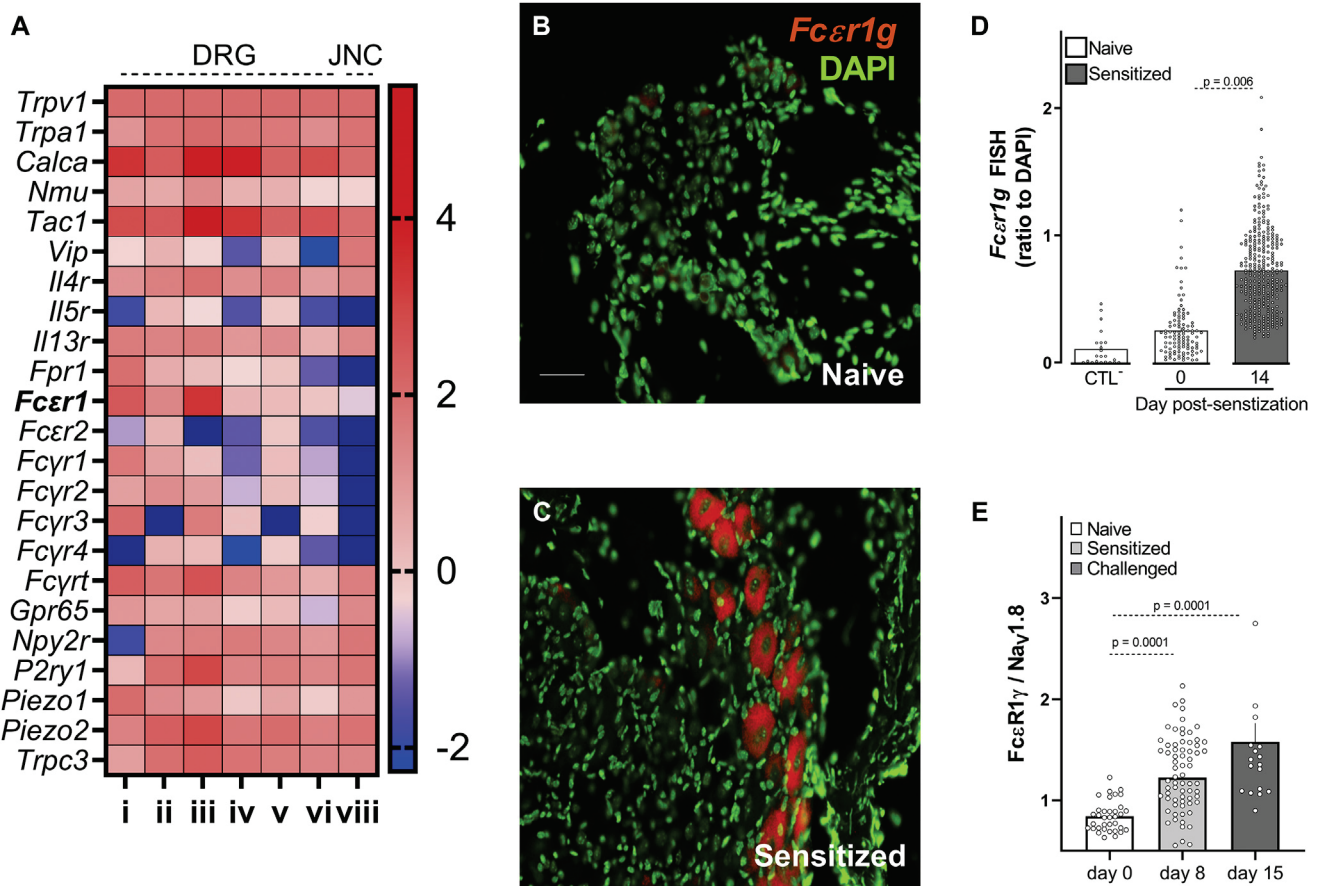 A
DRG
JNC
Trpv1
Trpa1
Calca
Nmu
Tac1
Vip
Il4r
Il5r
Il13r
Fpr1
Fcεr1
Fcεr2
Fcγr1
Fcγr2
Fcγr3
Fcγr4
Fcγrt
Gpr65
Npy2r
P2ry1
Piezo1
Piezo2
Trpc3
i ii iii iv v vi viii
4
2
0
-2
B
Fcεr1g
DAPI
Naive
C
Sensitized
D
Naive
Sensitized
p = 0.006
Fcεr1g FISH
(ratio to DAPI)
2
1
0
CTL-
0
14
Day post-senstization
E
Naive
Sensitized
Challenged
p = 0.0001
p = 0.0001
FcεR1γ / Naᵥ1.8
3
2
1
day 0
day 8
day 15